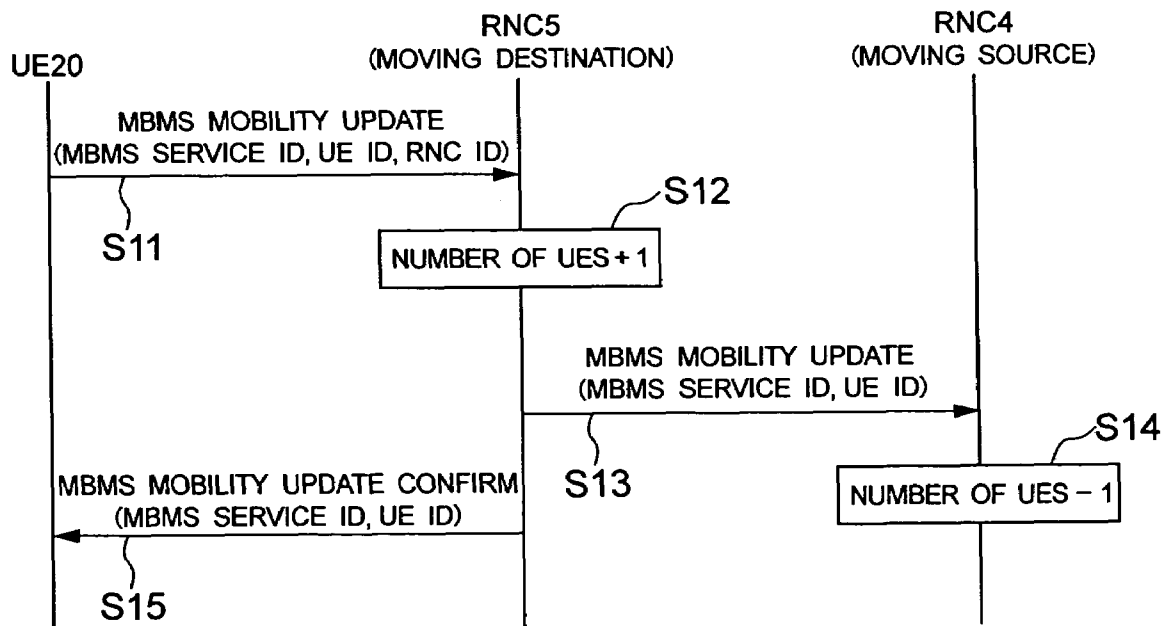 UE20
RNC5
(MOVING DESTINATION)
RNC4
(MOVING SOURCE)
MBMS MOBILITY UPDATE
(MBMS SERVICE ID, UE ID, RNC ID)
S11
S12
NUMBER OF UES + 1
MBMS MOBILITY UPDATE
(MBMS SERVICE ID, UE ID)
S13
S14
NUMBER OF UES − 1
MBMS MOBILITY UPDATE CONFIRM
(MBMS SERVICE ID, UE ID)
S15